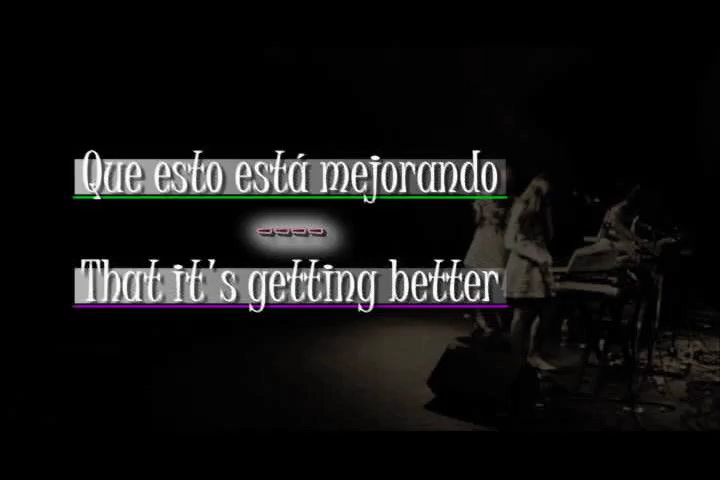 Que esto está mejorando
----
That it's getting better